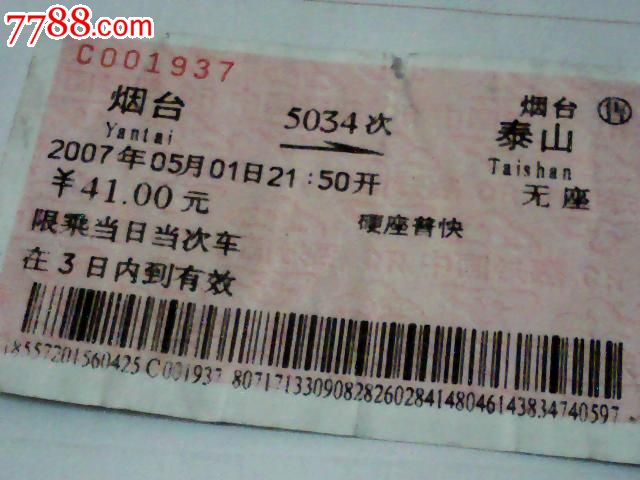 7788.com
C001937
烟台 售
烟台 5034次 泰山
Yantai Taishan
2007年05月01日21:50开 无座
￥41.00元 硬座普快
限乘当日当次车
在3日内到有效
8557201560425C001937 80717133090828260284148046143834740597